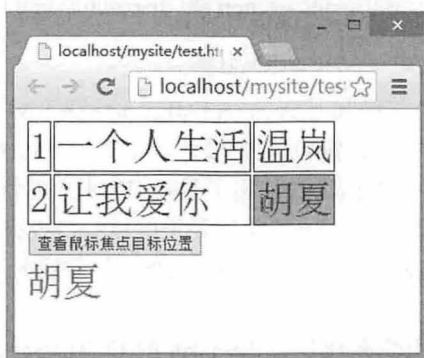 localhost/mysite/test.ht
localhost/mysite/tes
1 一个人生活 温岚
2 让我爱你 胡夏
查看鼠标焦点目标位置
胡夏